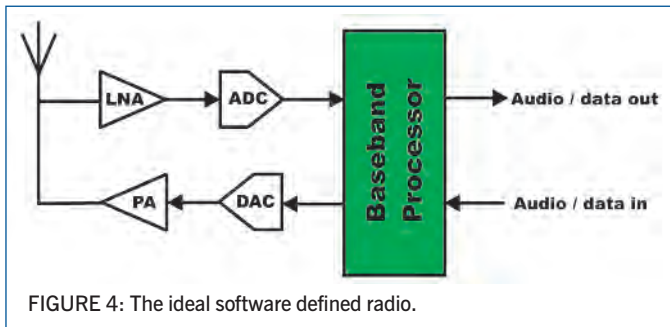 LNA
ADC
Baseband
Processor
Audio / data out
PA
DAC
Audio / data in
FIGURE 4: The ideal software defined radio.